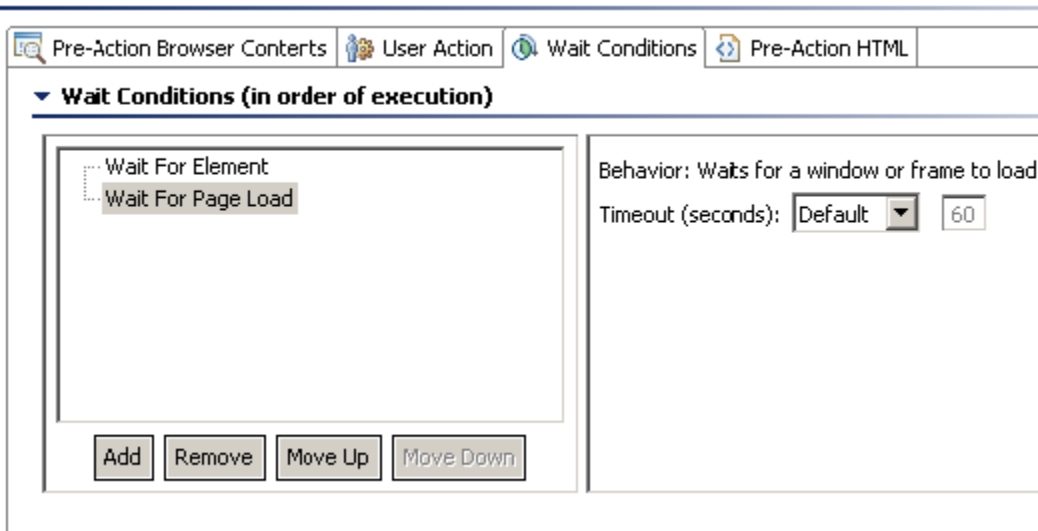 Pre-Action Browser Contents User Action Wait Conditions Pre-Action HTML
Wait Conditions (in order of execution)
Wait For Element
Wait For Page Load
Behavior: Waits for a window or frame to load
Timeout (seconds): Default 60
Add Remove Move Up Move Down